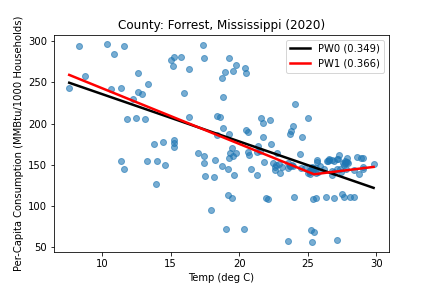 County: Forrest, Mississippi (2020)
Per-Capita Consumption (MMBtu/1000 Households)
300
250
200
150
100
50
PW0 (0.349)
PW1 (0.366)
10
15
20
25
30
Temp (deg C)